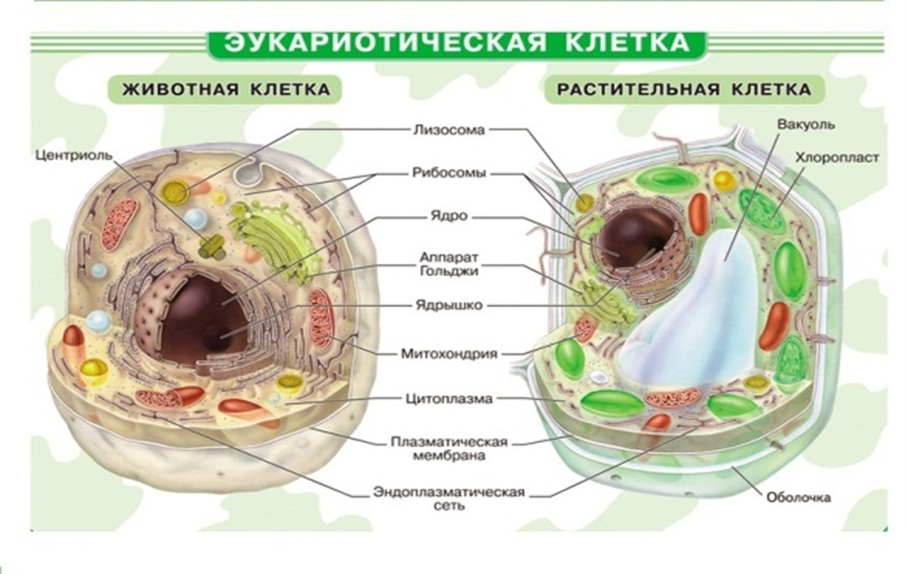 ЭУКАРИОТИЧЕСКАЯ КЛЕТКА
ЖИВОТНАЯ КЛЕТКА
РАСТИТЕЛЬНАЯ КЛЕТКА
Центриоль
Лизосома
Рибосомы
Ядро
Аппарат
Гольджи
Ядрышко
Митохондрия
Цитоплазма
Плазматическая
мембрана
Эндоплазматическая
сеть
Вакуоль
Хлоропласт
Оболочка